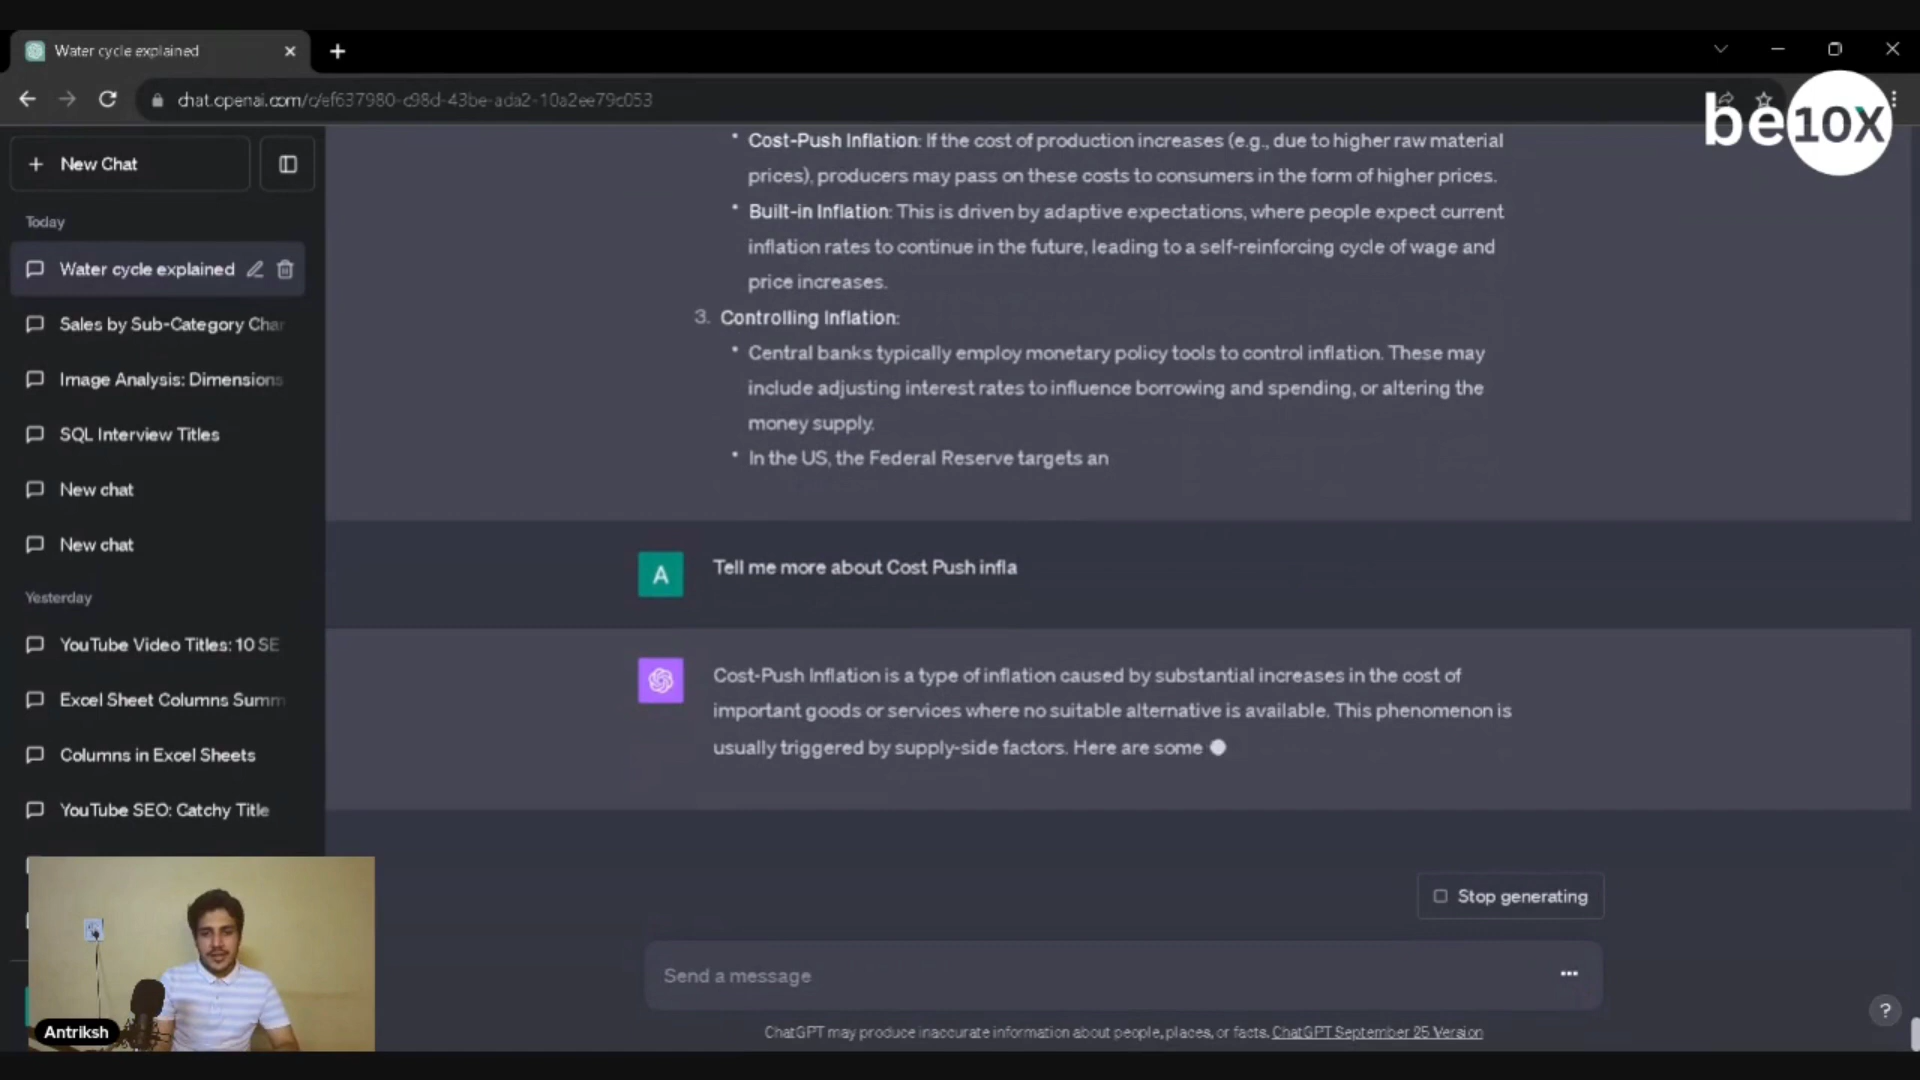 Water cycle explained
chat.openai.com/c/ef637980-c98d-43be-ada2-10a2ee79c053
be10X
New Chat
Today
Water cycle explained
Sales by Sub-Category Char
Image Analysis: Dimensions
SQL Interview Titles
New chat
New chat
Yesterday
YouTube Video Titles: 10 SE
Excel Sheet Columns Summ
Columns in Excel Sheets
YouTube SEO: Catchy Title
• Cost-Push Inflation: If the cost of production increases (e.g., due to higher raw material
prices), producers may pass on these costs to consumers in the form of higher prices.
• Built-in Inflation: This is driven by adaptive expectations, where people expect current
inflation rates to continue in the future, leading to a self-reinforcing cycle of wage and
price increases.
3. Controlling Inflation:
• Central banks typically employ monetary policy tools to control inflation. These may
include adjusting interest rates to influence borrowing and spending, or altering the
money supply.
• In the US, the Federal Reserve targets an
A
Tell me more about Cost Push infla
Cost-Push Inflation is a type of inflation caused by substantial increases in the cost of
important goods or services where no suitable alternative is available. This phenomenon is
usually triggered by supply-side factors. Here are some
Stop generating
Send a message
ChatGPT may produce inaccurate information about people, places, or facts. ChatGPT September 25 Version
?
Antriksh